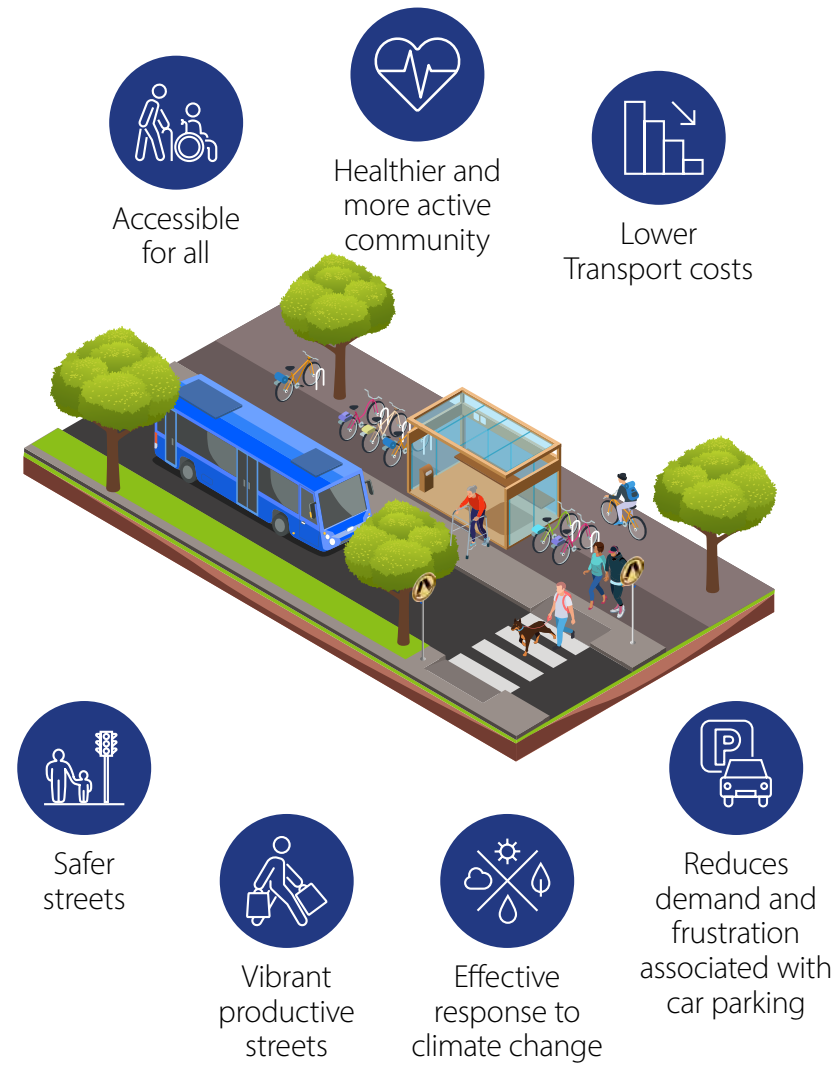 Accessible
for all
Healthier and
more active
community
Lower
Transport costs
Safer
streets
Vibrant
productive
streets
Effective
response to
climate change
P
Reduces
demand and
frustration
associated with
car parking